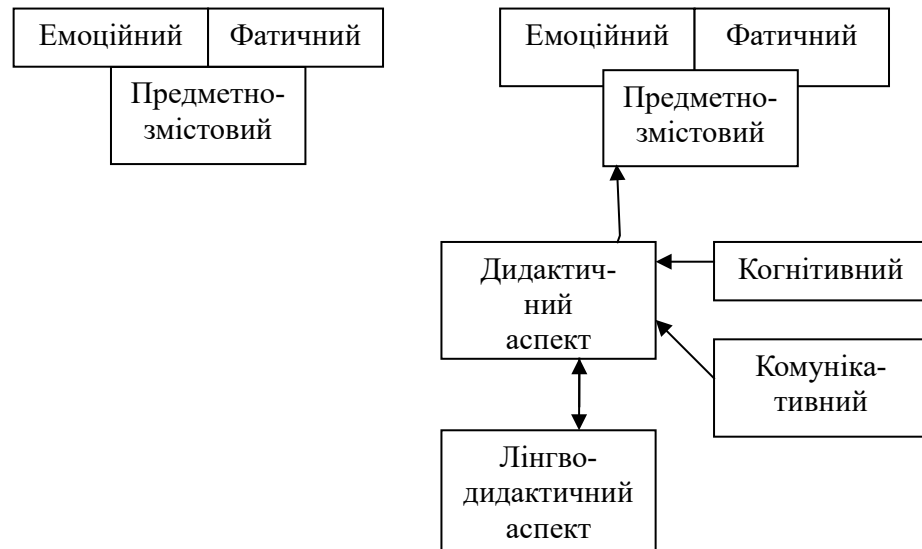 Емоційний Фатичний
Предметно-
змістовий
Емоційний Фатичний
Предметно-
змістовий
Дидактич-
ний
аспект
Когнітивний
Комуніка-
тивний
Лінгво-
дидактичний
аспект